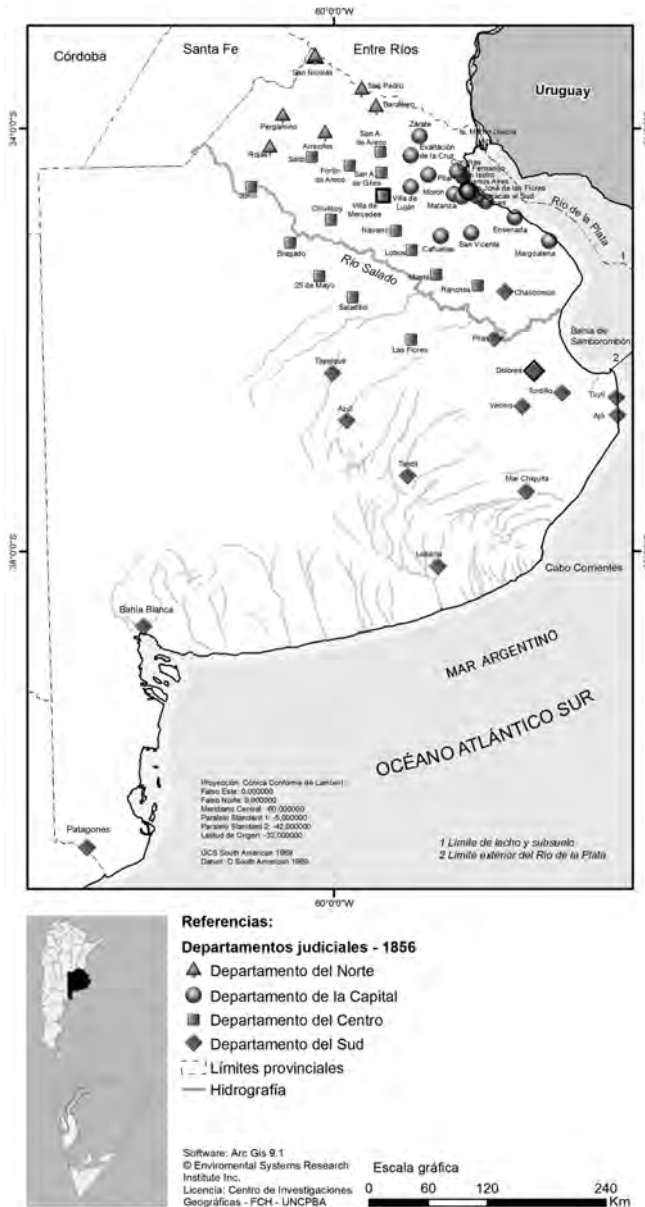 60°0'0"W
Córdoba
Santa Fe
Entre Ríos
Uruguay
San Nicolás
San Pedro
Baradero
Pergamino
Arrecifes
Rojas
Salto
Zárate
San A.
de Areco
Exaltación
de la Cruz
Fortín
de Areco
San A.
de Giles
Pilar
Villa de
Mercedes
Villa de
Luján
Morón
Matanza
Chivilcoy
Navarro
Lobos
Cañuelas
San Vicente
Ensenada
Magdalena
Río de la Plata
1
Bragado
25 de Mayo
Saladillo
Río Salado
Monte
Ranchos
Chascomús
Las Flores
Pilas
Bahía de
Samborombón
2
Dolores
Tordillo
Vecino
Tuyú
Ajó
Tapalqué
Azul
Tandil
Mar Chiquita
Lobería
Cabo Corrientes
Bahía Blanca
MAR ARGENTINO
OCÉANO ATLÁNTICO SUR
Patagones
Proyección: Cónica Conforme de Lambert
Falso Este: 0,000000
Falso Norte: 0,000000
Meridiano Central: -60,000000
Paralelo Standard 1: -5,000000
Paralelo Standard 2: -42,000000
Latitud de Origen: -32,000000
GCS South American 1969
Datum: D South American 1969
1 Límite de lecho y subsuelo
2 Límite exterior del Río de la Plata
60°0'0"W
Referencias:
Departamentos judiciales - 1856
Departamento del Norte
Departamento de la Capital
Departamento del Centro
Departamento del Sud
Límites provinciales
Hidrografía
Software: Arc Gis 9.1
© Enviromental Systems Research
Institute Inc.
Licencia: Centro de Investigaciones
Geográficas - FCH - UNCPBA
Escala gráfica
0 30 60 120 240
Km